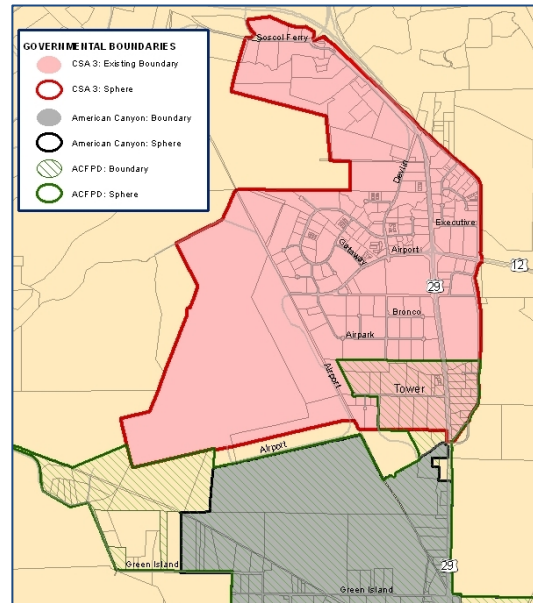 Soscol Ferry
GOVERNMENTAL BOUNDARIES
CSA 3: Existing Boundary
CSA 3: Sphere
American Canyon: Boundary
American Canyon: Sphere
ACFPD: Boundary
ACFPD: Sphere
Devlin
Executive
Gateway
Airport
12
29
Bronco
Airpark
Airport
Tower
Airport
Green Island
29
Green Island